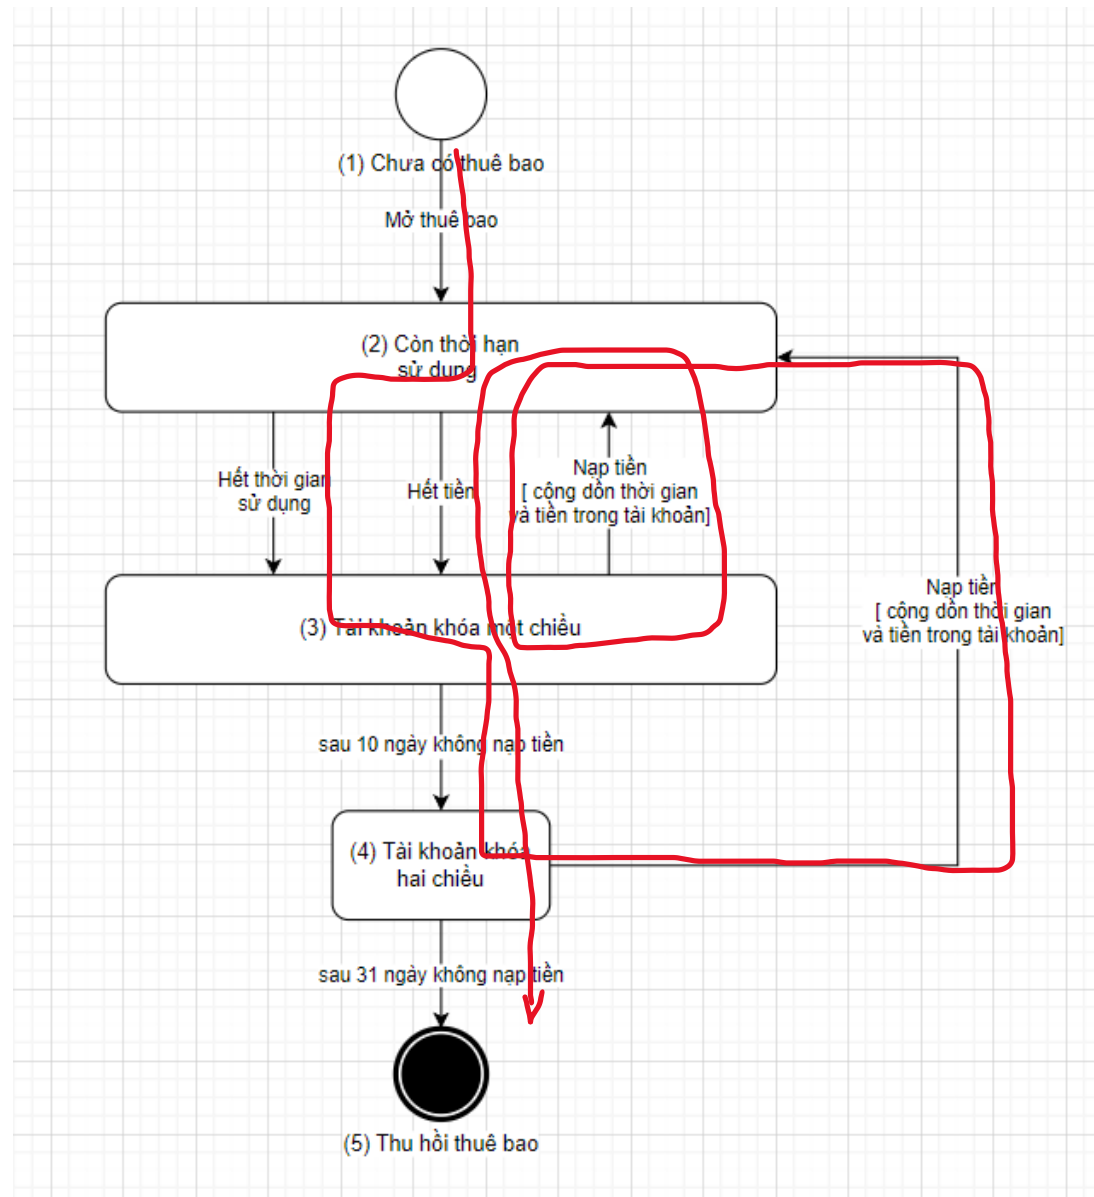 (1) Chưa có thuê bao
Mở thuê bao
(2) Còn thời hạn
sử dụng
Hết thời gian
sử dụng
Hết tiền
Nạp tiền
[ cộng dồn thời gian
và tiền trong tài khoản]
Nạp tiền
[ cộng dồn thời gian
và tiền trong tài khoản]
(3) Tài khoản khóa một chiều
sau 10 ngày không nạp tiền
(4) Tài khoản khóa
hai chiều
sau 31 ngày không nạp tiền
(5) Thu hồi thuê bao